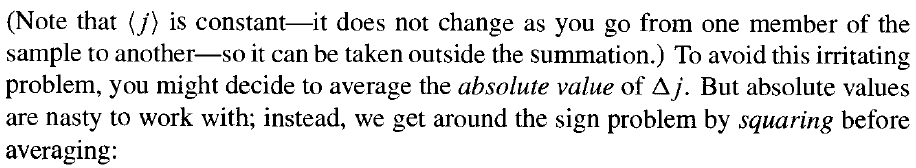 (Note that ⟨j⟩ is constant—it does not change as you go from one member of the
sample to another—so it can be taken outside the summation.) To avoid this irritating
problem, you might decide to average the absolute value of Δj. But absolute values
are nasty to work with; instead, we get around the sign problem by squaring before
averaging: